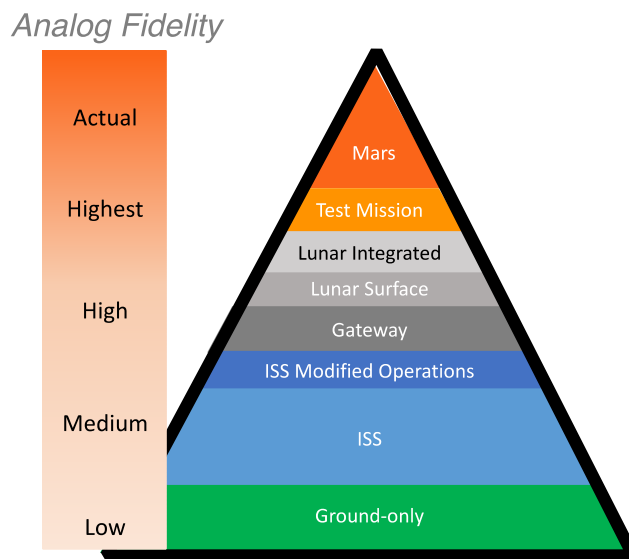 Analog Fidelity
Actual
Mars
Highest
Test Mission
Lunar Integrated
Lunar Surface
High
Gateway
ISS Modified Operations
Medium
ISS
Ground-only
Low